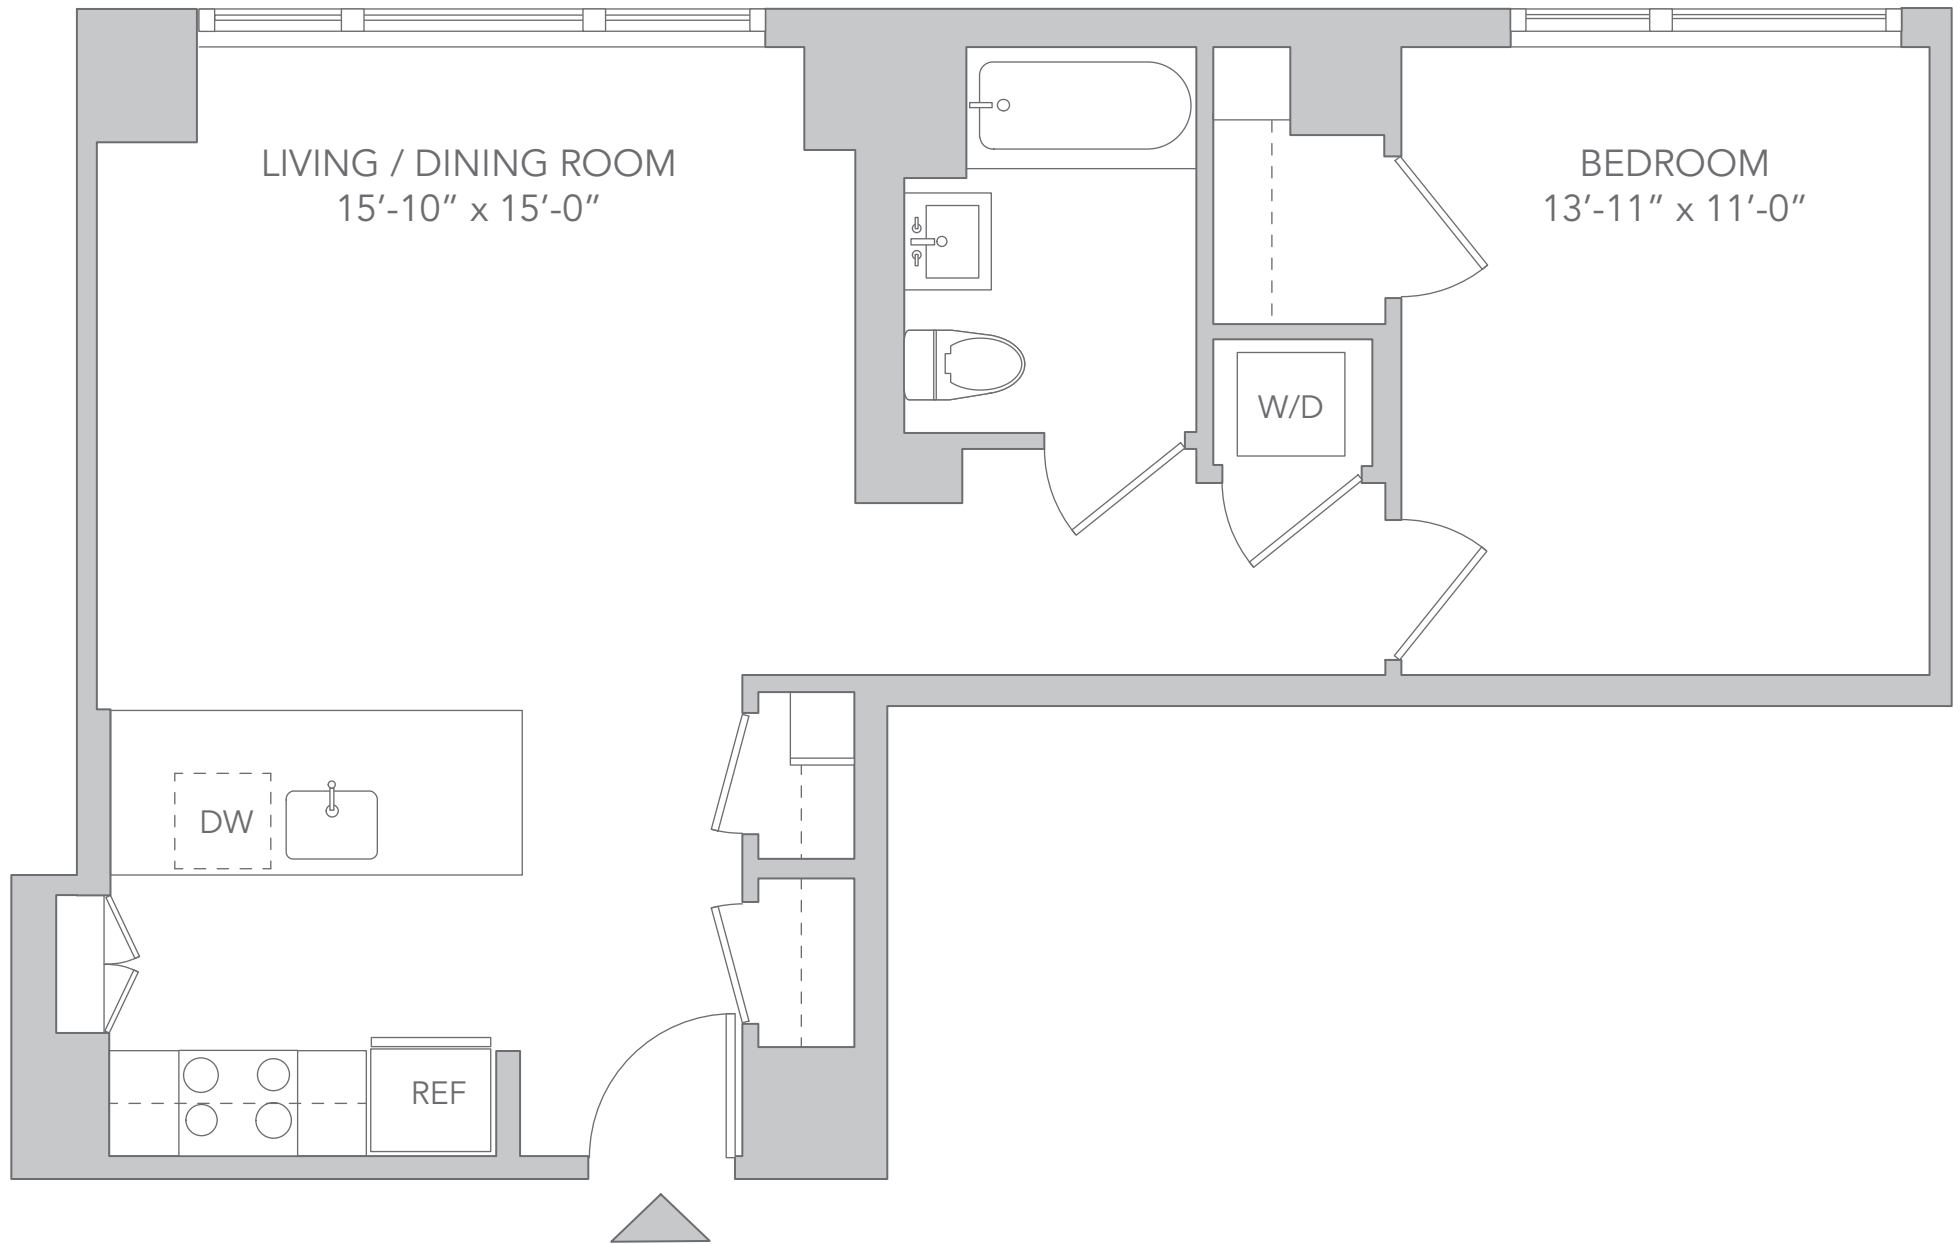 LIVING / DINING ROOM
15’-10” x 15’-0”
BEDROOM
13’-11” x 11’-0”
W/D
DW
REF